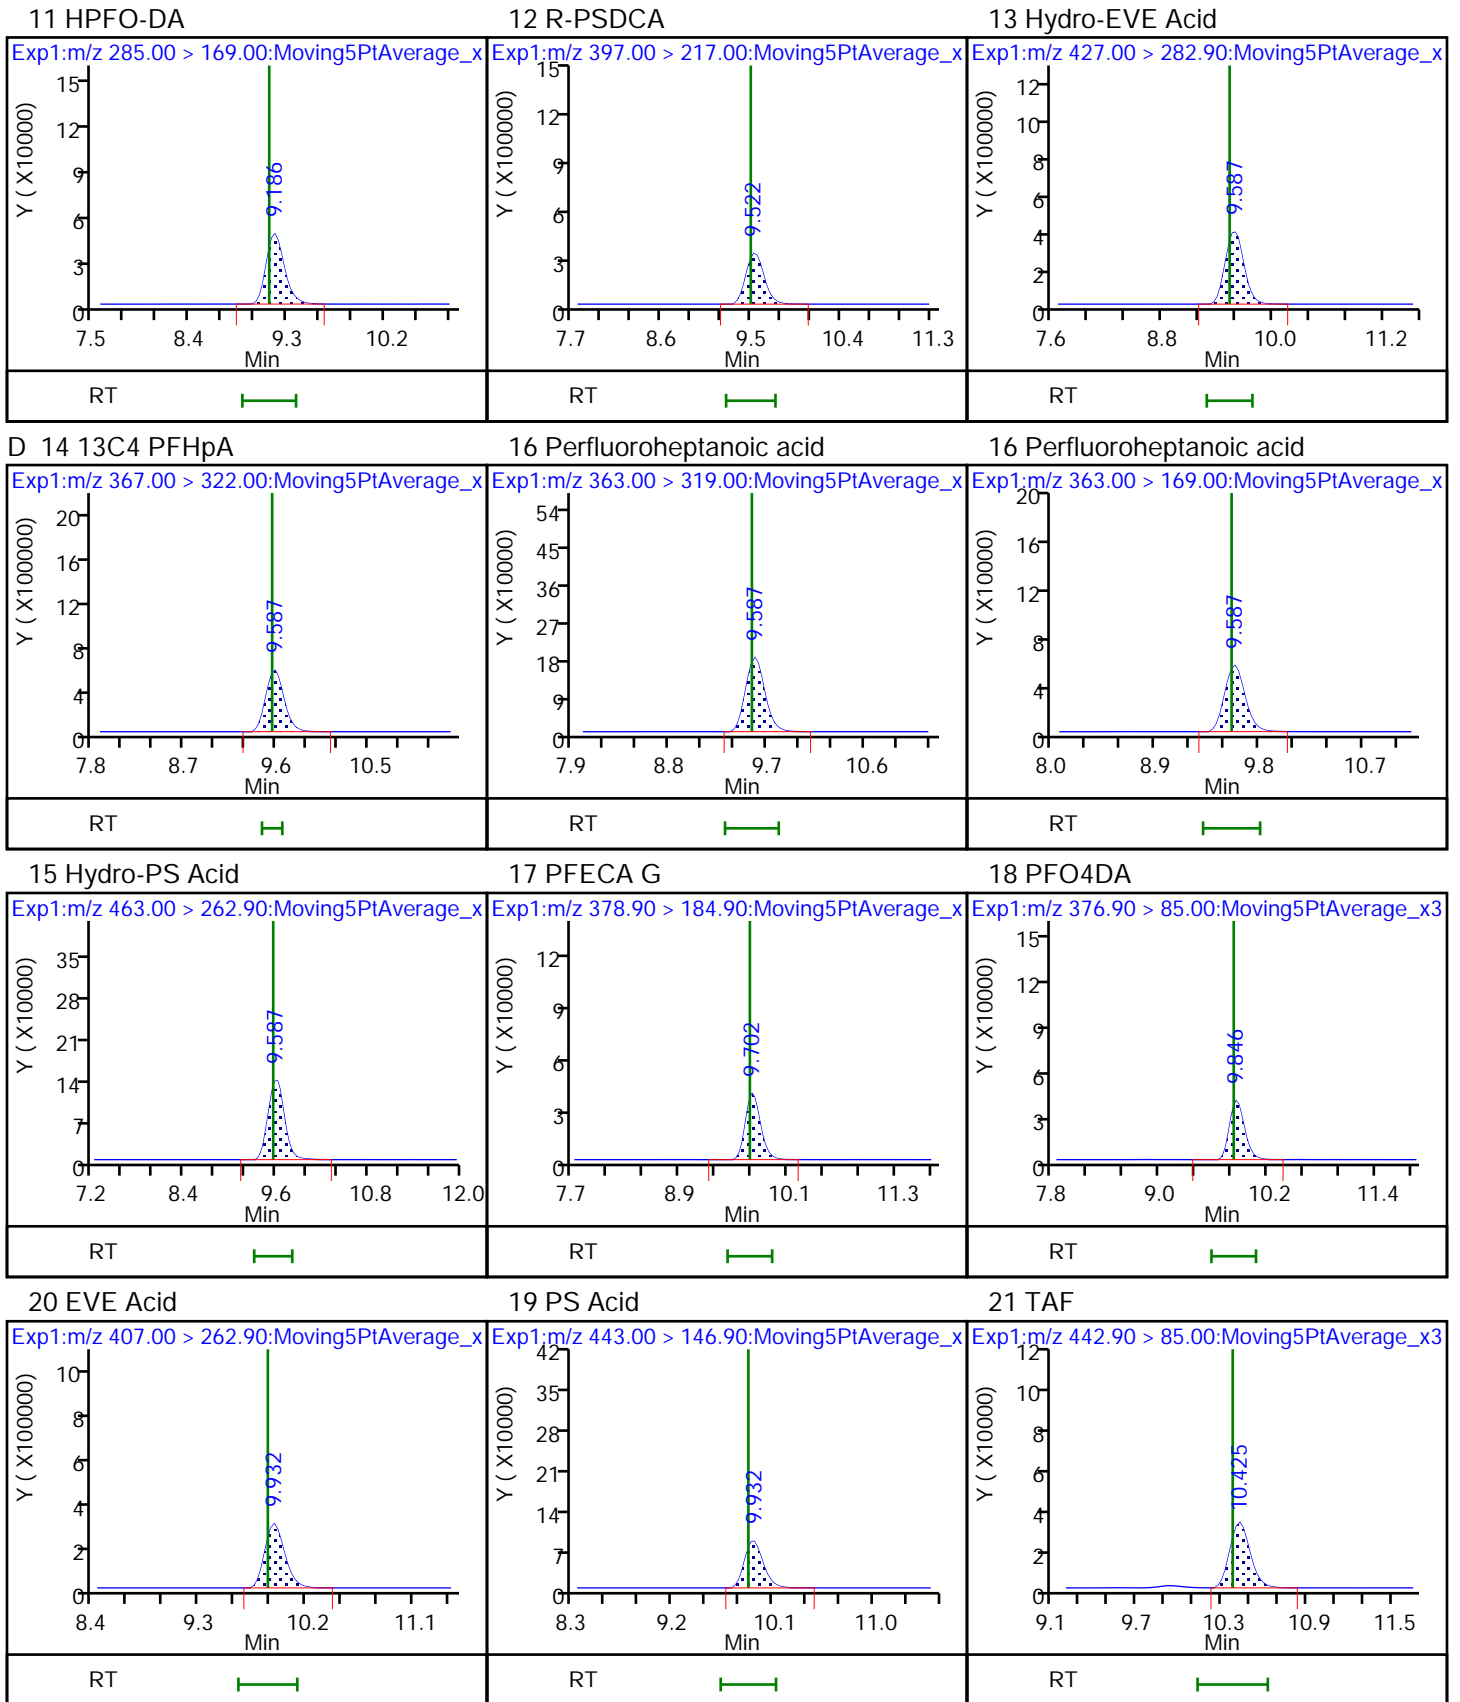 11 HPFO-DA
Exp1:m/z 285.00 > 169.00:Moving5PtAverage_x
Y ( X100000)
15
12
9
6
3
0
9.186
7.5 8.4 9.3 10.2
Min
RT
12 R-PSDCA
Exp1:m/z 397.00 > 217.00:Moving5PtAverage_x
Y ( X100000)
15
12
9
6
3
0
9.522
7.7 8.6 9.5 10.4 11.3
Min
RT
13 Hydro-EVE Acid
Exp1:m/z 427.00 > 282.90:Moving5PtAverage_x
Y ( X100000)
12
10
8
6
4
2
0
9.587
7.6 8.8 10.0 11.2
Min
RT
D 14 13C4 PFHpA
Exp1:m/z 367.00 > 322.00:Moving5PtAverage_x
Y ( X100000)
20
16
12
8
4
0
9.587
7.8 8.7 9.6 10.5
Min
RT
16 Perfluoroheptanoic acid
Exp1:m/z 363.00 > 319.00:Moving5PtAverage_x
Y ( X10000)
54
45
36
27
18
9
0
9.587
7.9 8.8 9.7 10.6
Min
RT
16 Perfluoroheptanoic acid
Exp1:m/z 363.00 > 169.00:Moving5PtAverage_x
Y ( X10000)
20
16
12
8
4
0
9.587
8.0 8.9 9.8 10.7
Min
RT
15 Hydro-PS Acid
Exp1:m/z 463.00 > 262.90:Moving5PtAverage_x
Y ( X10000)
35
28
21
14
7
0
9.587
7.2 8.4 9.6 10.8 12.0
Min
RT
17 PFECA G
Exp1:m/z 378.90 > 184.90:Moving5PtAverage_x
Y ( X10000)
12
9
6
3
0
9.702
7.7 8.9 10.1 11.3
Min
RT
18 PFO4DA
Exp1:m/z 376.90 > 85.00:Moving5PtAverage_x3
Y ( X10000)
15
12
9
6
3
0
9.846
7.8 9.0 10.2 11.4
Min
RT
20 EVE Acid
Exp1:m/z 407.00 > 262.90:Moving5PtAverage_x
Y ( X100000)
10
8
6
4
2
0
9.932
8.4 9.3 10.2 11.1
Min
RT
19 PS Acid
Exp1:m/z 443.00 > 146.90:Moving5PtAverage_x
Y ( X10000)
42
35
28
21
14
7
0
9.932
8.3 9.2 10.1 11.0
Min
RT
21 TAF
Exp1:m/z 442.90 > 85.00:Moving5PtAverage_x3
Y ( X10000)
12
10
8
6
4
2
0
10.425
9.1 9.7 10.3 10.9 11.5
Min
RT